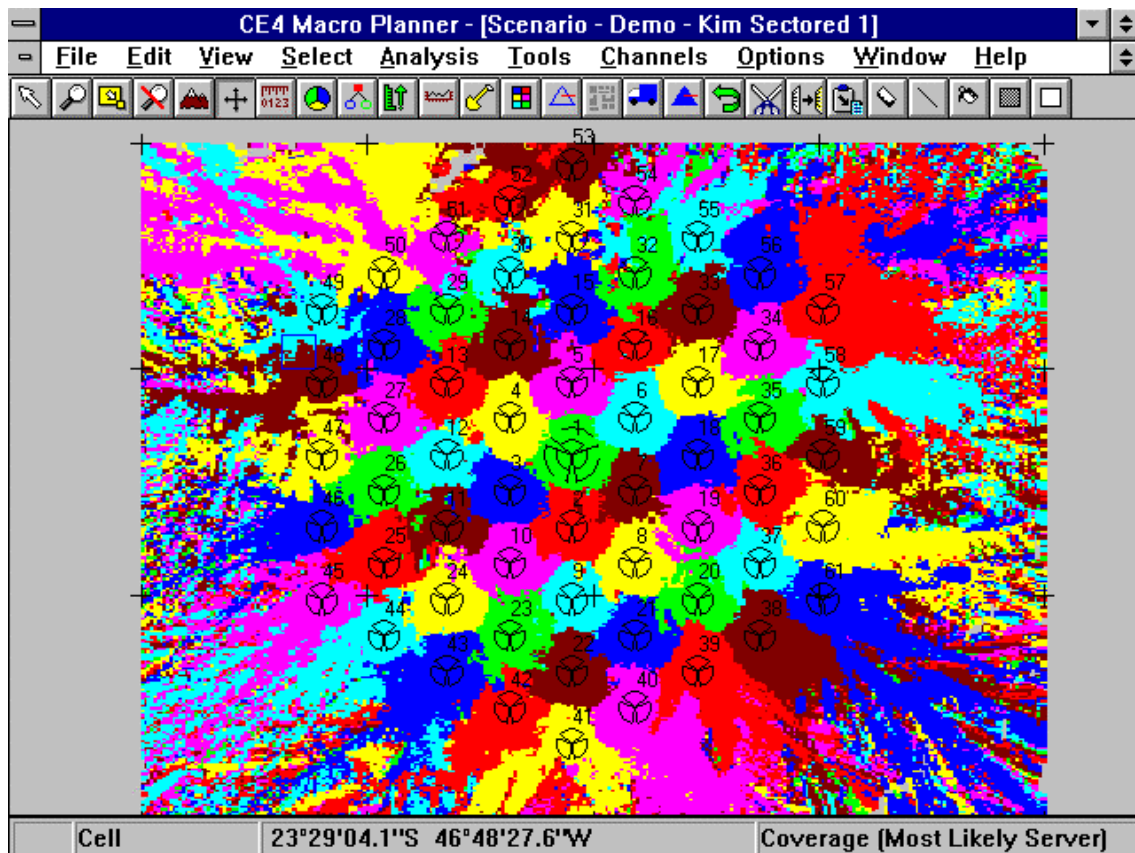 CE4 Macro Planner - [Scenario - Demo - Kim Sectored 1]
File Edit View Select Analysis Tools Channels Options Window Help
0123
53
52 54
51 31 55
50 30 32 56
49 29 15 33 57
28 14 16 34
48 13 5 17 58
27 4 6 35
47 12 1 18 59
26 3 7 36
46 11 2 19 60
25 10 8 37
45 24 9 20 61
44 23 21 38
43 22 39
42 40
41
Cell 23°29'04.1"S 46°48'27.6"W Coverage (Most Likely Server)